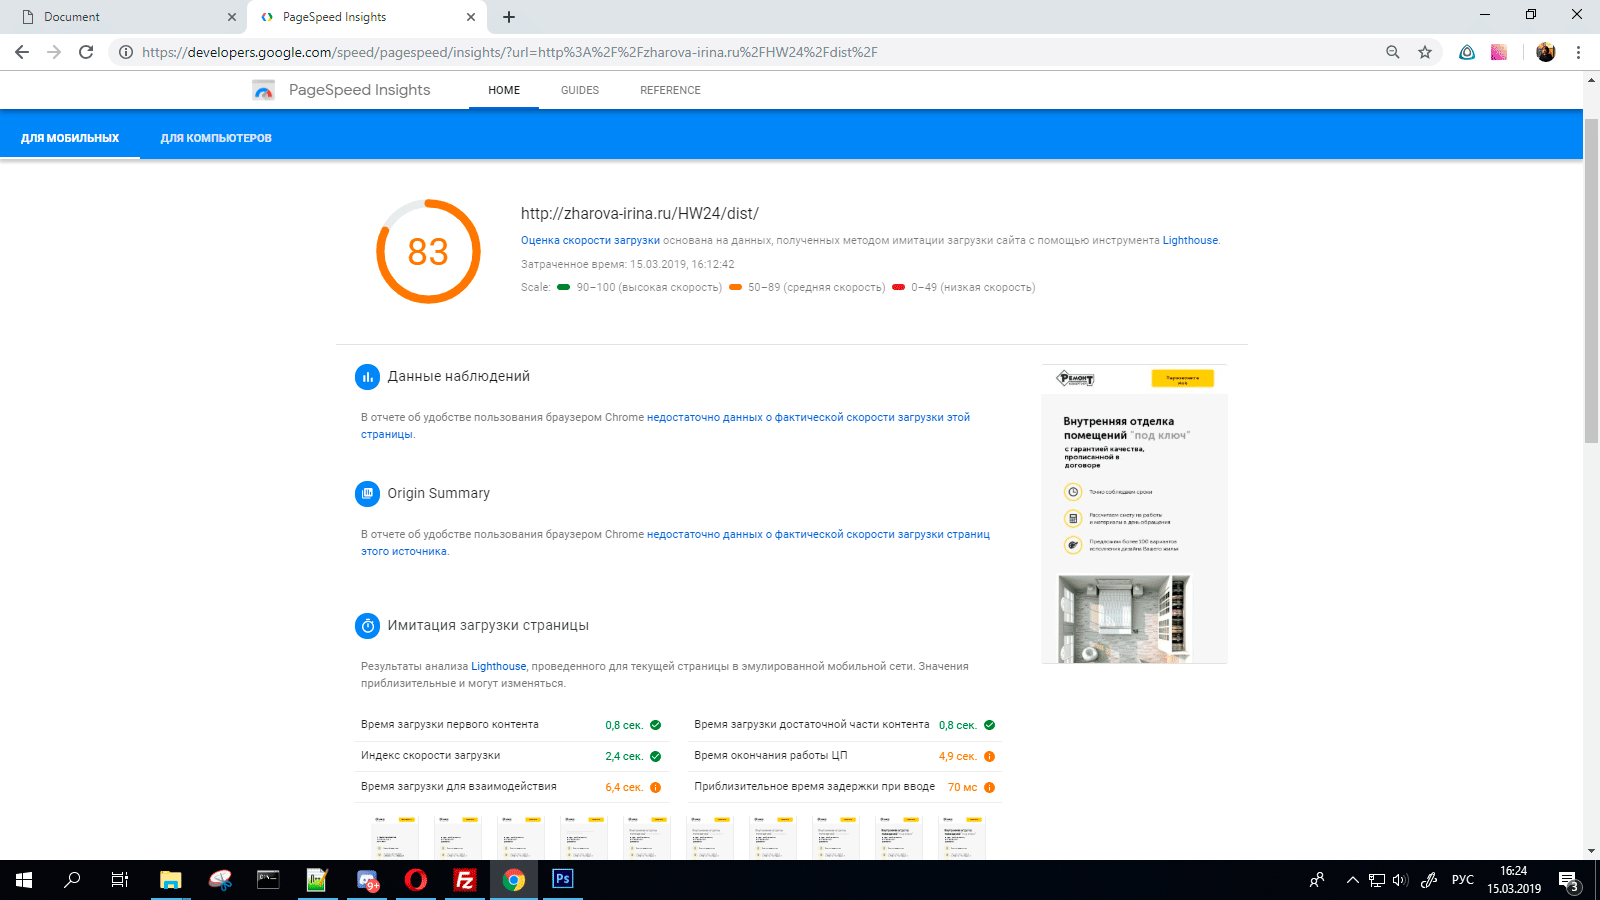 Document
PageSpeed Insights
https://developers.google.com/speed/pagespeed/insights/?url=http%3A%2F%2Fzharova-irina.ru%2FHW24%2Fdist%2F
PageSpeed Insights
HOME
GUIDES
REFERENCE
ДЛЯ МОБИЛЬНЫХ
ДЛЯ КОМПЬЮТЕРОВ
83
http://zharova-irina.ru/HW24/dist/
Оценка скорости загрузки основана на данных, полученных методом имитации загрузки сайта с помощью инструмента Lighthouse.
Затраченное время: 15.03.2019, 16:12:42
Scale: 90–100 (высокая скорость) 50–89 (средняя скорость) 0–49 (низкая скорость)
Данные наблюдений
В отчете об удобстве пользования браузером Chrome недостаточно данных о фактической скорости загрузки этой
страницы.
Origin Summary
В отчете об удобстве пользования браузером Chrome недостаточно данных о фактической скорости загрузки страниц
этого источника.
Имитация загрузки страницы
Результаты анализа Lighthouse, проведенного для текущей страницы в эмулированной мобильной сети. Значения
приблизительные и могут изменяться.
Время загрузки первого контента 0,8 сек.
Время загрузки достаточной части контента 0,8 сек.
Индекс скорости загрузки 2,4 сек.
Время окончания работы ЦП 4,9 сек.
Время загрузки для взаимодействия 6,4 сек.
Приблизительное время задержки при вводе 70 мс
Ремонт
Внутренняя отделка
помещений "под ключ"
с гарантией качества,
прописанной в
договоре
Точно соблюдаем сроки
Рассчитаем смету на работы
и материалы в день обращения
Предложим более 100 вариантов
исполнения дизайна Вашего жилья
9+
Ps
РУС
16:24
15.03.2019
3